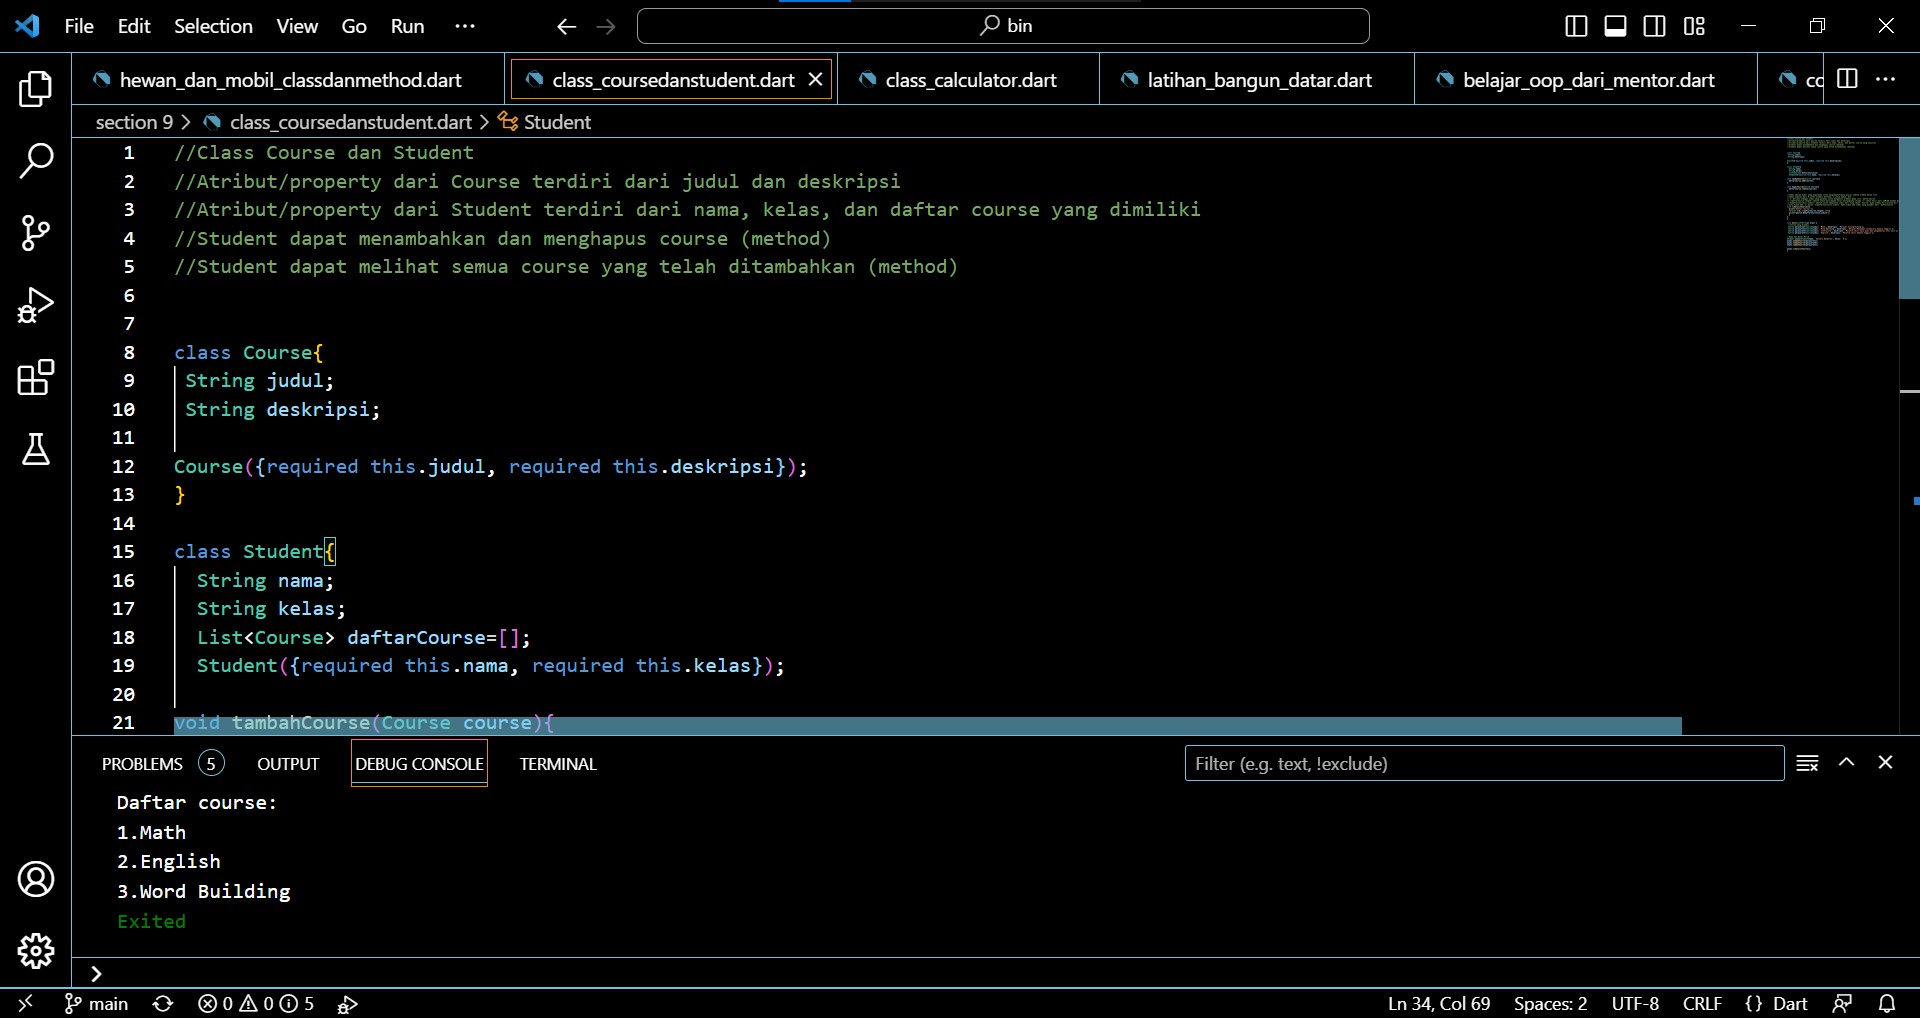 File Edit Selection View Go Run ···
bin
hewan_dan_mobil_classdanmethod.dart class_coursedanstudent.dart class_calculator.dart latihan_bangun_datar.dart belajar_oop_dari_mentor.dart
section 9 > class_coursedanstudent.dart > Student
1 //Class Course dan Student
2 //Atribut/property dari Course terdiri dari judul dan deskripsi
3 //Atribut/property dari Student terdiri dari nama, kelas, dan daftar course yang dimiliki
4 //Student dapat menambahkan dan menghapus course (method)
5 //Student dapat melihat semua course yang telah ditambahkan (method)
6
7
8 class Course{
9 String judul;
10 String deskripsi;
11
12 Course({required this.judul, required this.deskripsi});
13 }
14
15 class Student{
16 String nama;
17 String kelas;
18 List<Course> daftarCourse=[];
19 Student({required this.nama, required this.kelas});
20
21 void tambahCourse(Course course){
PROBLEMS 5 OUTPUT DEBUG CONSOLE TERMINAL Filter (e.g. text, !exclude)
Daftar course:
1.Math
2.English
3.Word Building
Exited
>
main 0 0 5 Ln 34, Col 69 Spaces: 2 UTF-8 CRLF {} Dart